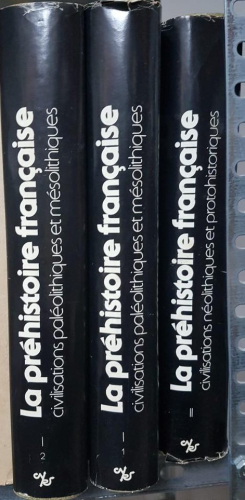 La préhistoire française
civilisations paléolithiques et mésolithiques
I
2
La préhistoire française
civilisations paléolithiques et mésolithiques
I
1
La préhistoire française
civilisations néolithiques et protohistoriques
II